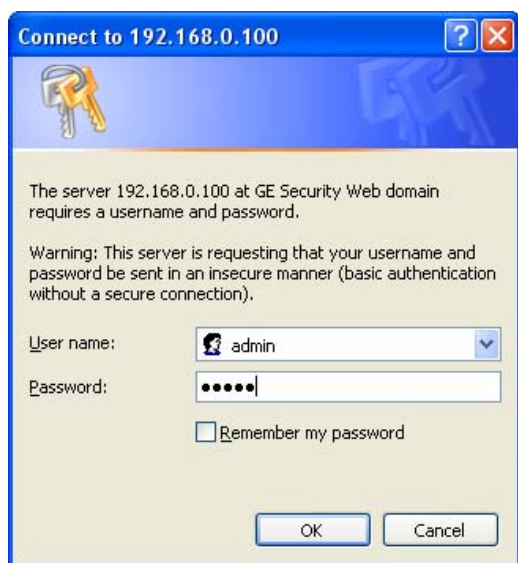 Connect to 192.168.0.100
The server 192.168.0.100 at GE Security Web domain
requires a username and password.
Warning: This server is requesting that your username and
password be sent in an insecure manner (basic authentication
without a secure connection).
User name:
admin
Password:
•••••
Remember my password
OK
Cancel